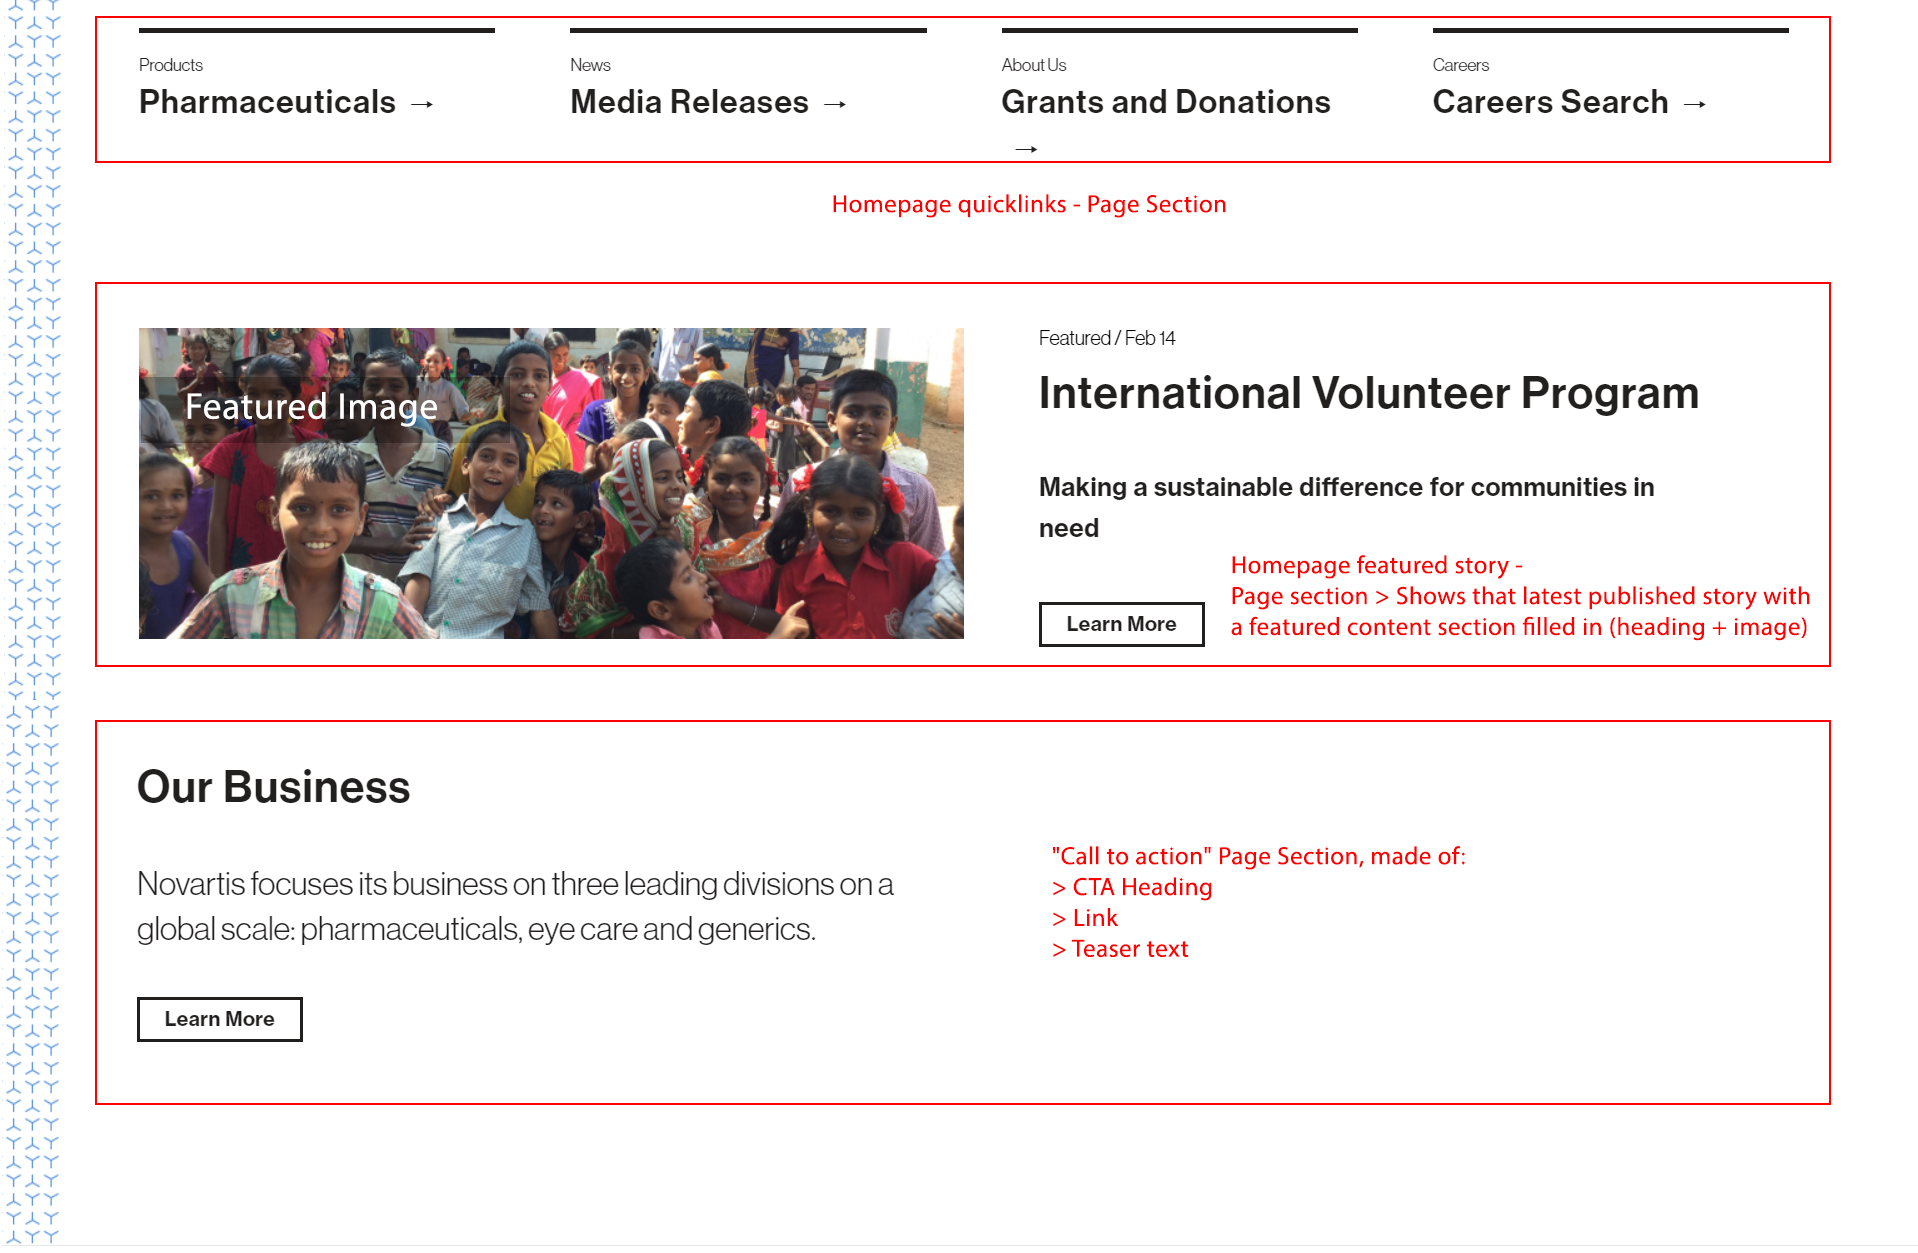 Products
Pharmaceuticals →
News
Media Releases →
About Us
Grants and Donations
→
Careers
Careers Search →
Homepage quicklinks - Page Section
Featured Image
Featured / Feb 14
International Volunteer Program
Making a sustainable difference for communities in
need
Learn More
Homepage featured story -
Page section > Shows that latest published story with
a featured content section filled in (heading + image)
Our Business
Novartis focuses its business on three leading divisions on a
global scale: pharmaceuticals, eye care and generics.
Learn More
"Call to action" Page Section, made of:
> CTA Heading
> Link
> Teaser text